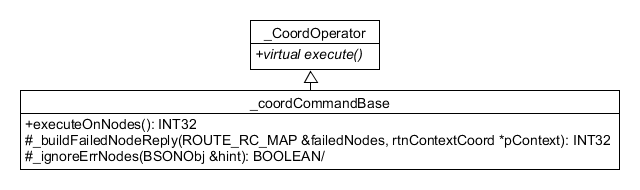 _CoordOperator
+virtual execute()
_coordCommandBase
+executeOnNodes(): INT32
#_buildFailedNodeReply(ROUTE_RC_MAP &failedNodes, rtnContextCoord *pContext): INT32
#_ignoreErrNodes(BSONObj &hint): BOOLEAN/